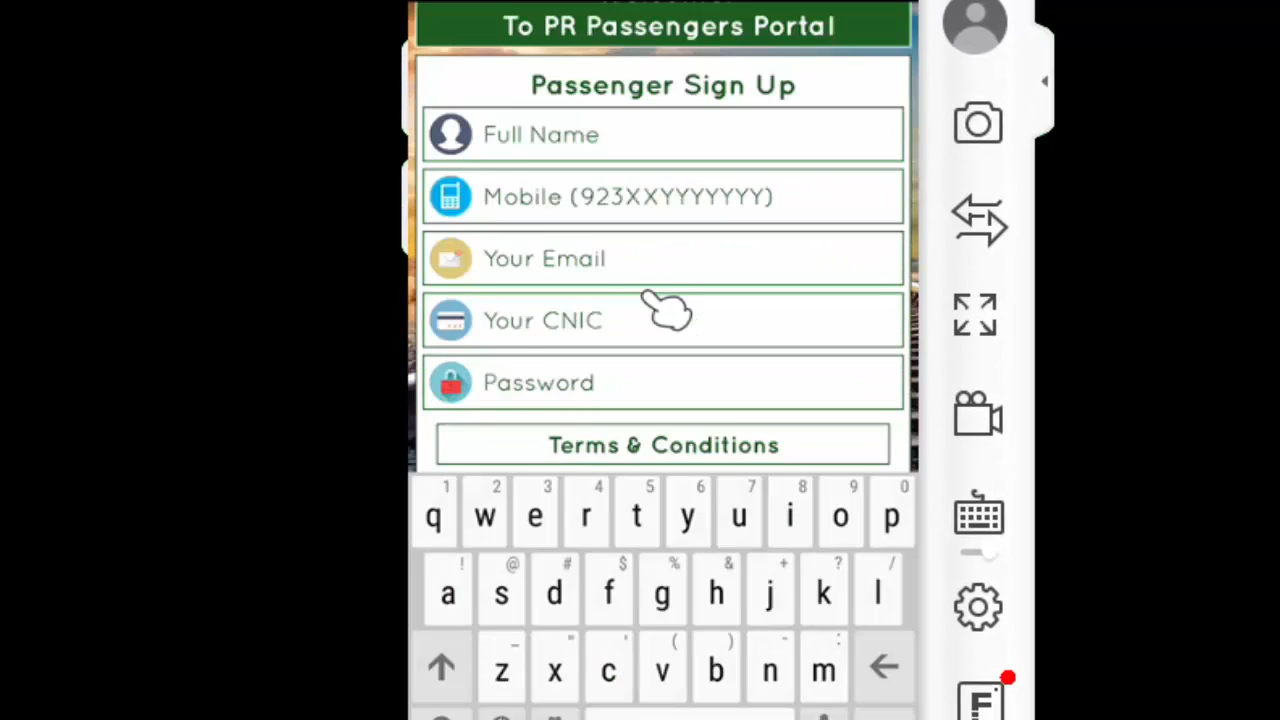 To PR Passengers Portal
Passenger Sign Up
Full Name
Mobile (923XXYYYYYYY)
Your Email
Your CNIC
Password
Terms & Conditions
1 2 3 4 5 6 7 8 9 0
q w e r t y u i o p
! @ # $ % & + ? /
a s d f g h j k l
_ " ' ( ) - :
z x c v b n m
F